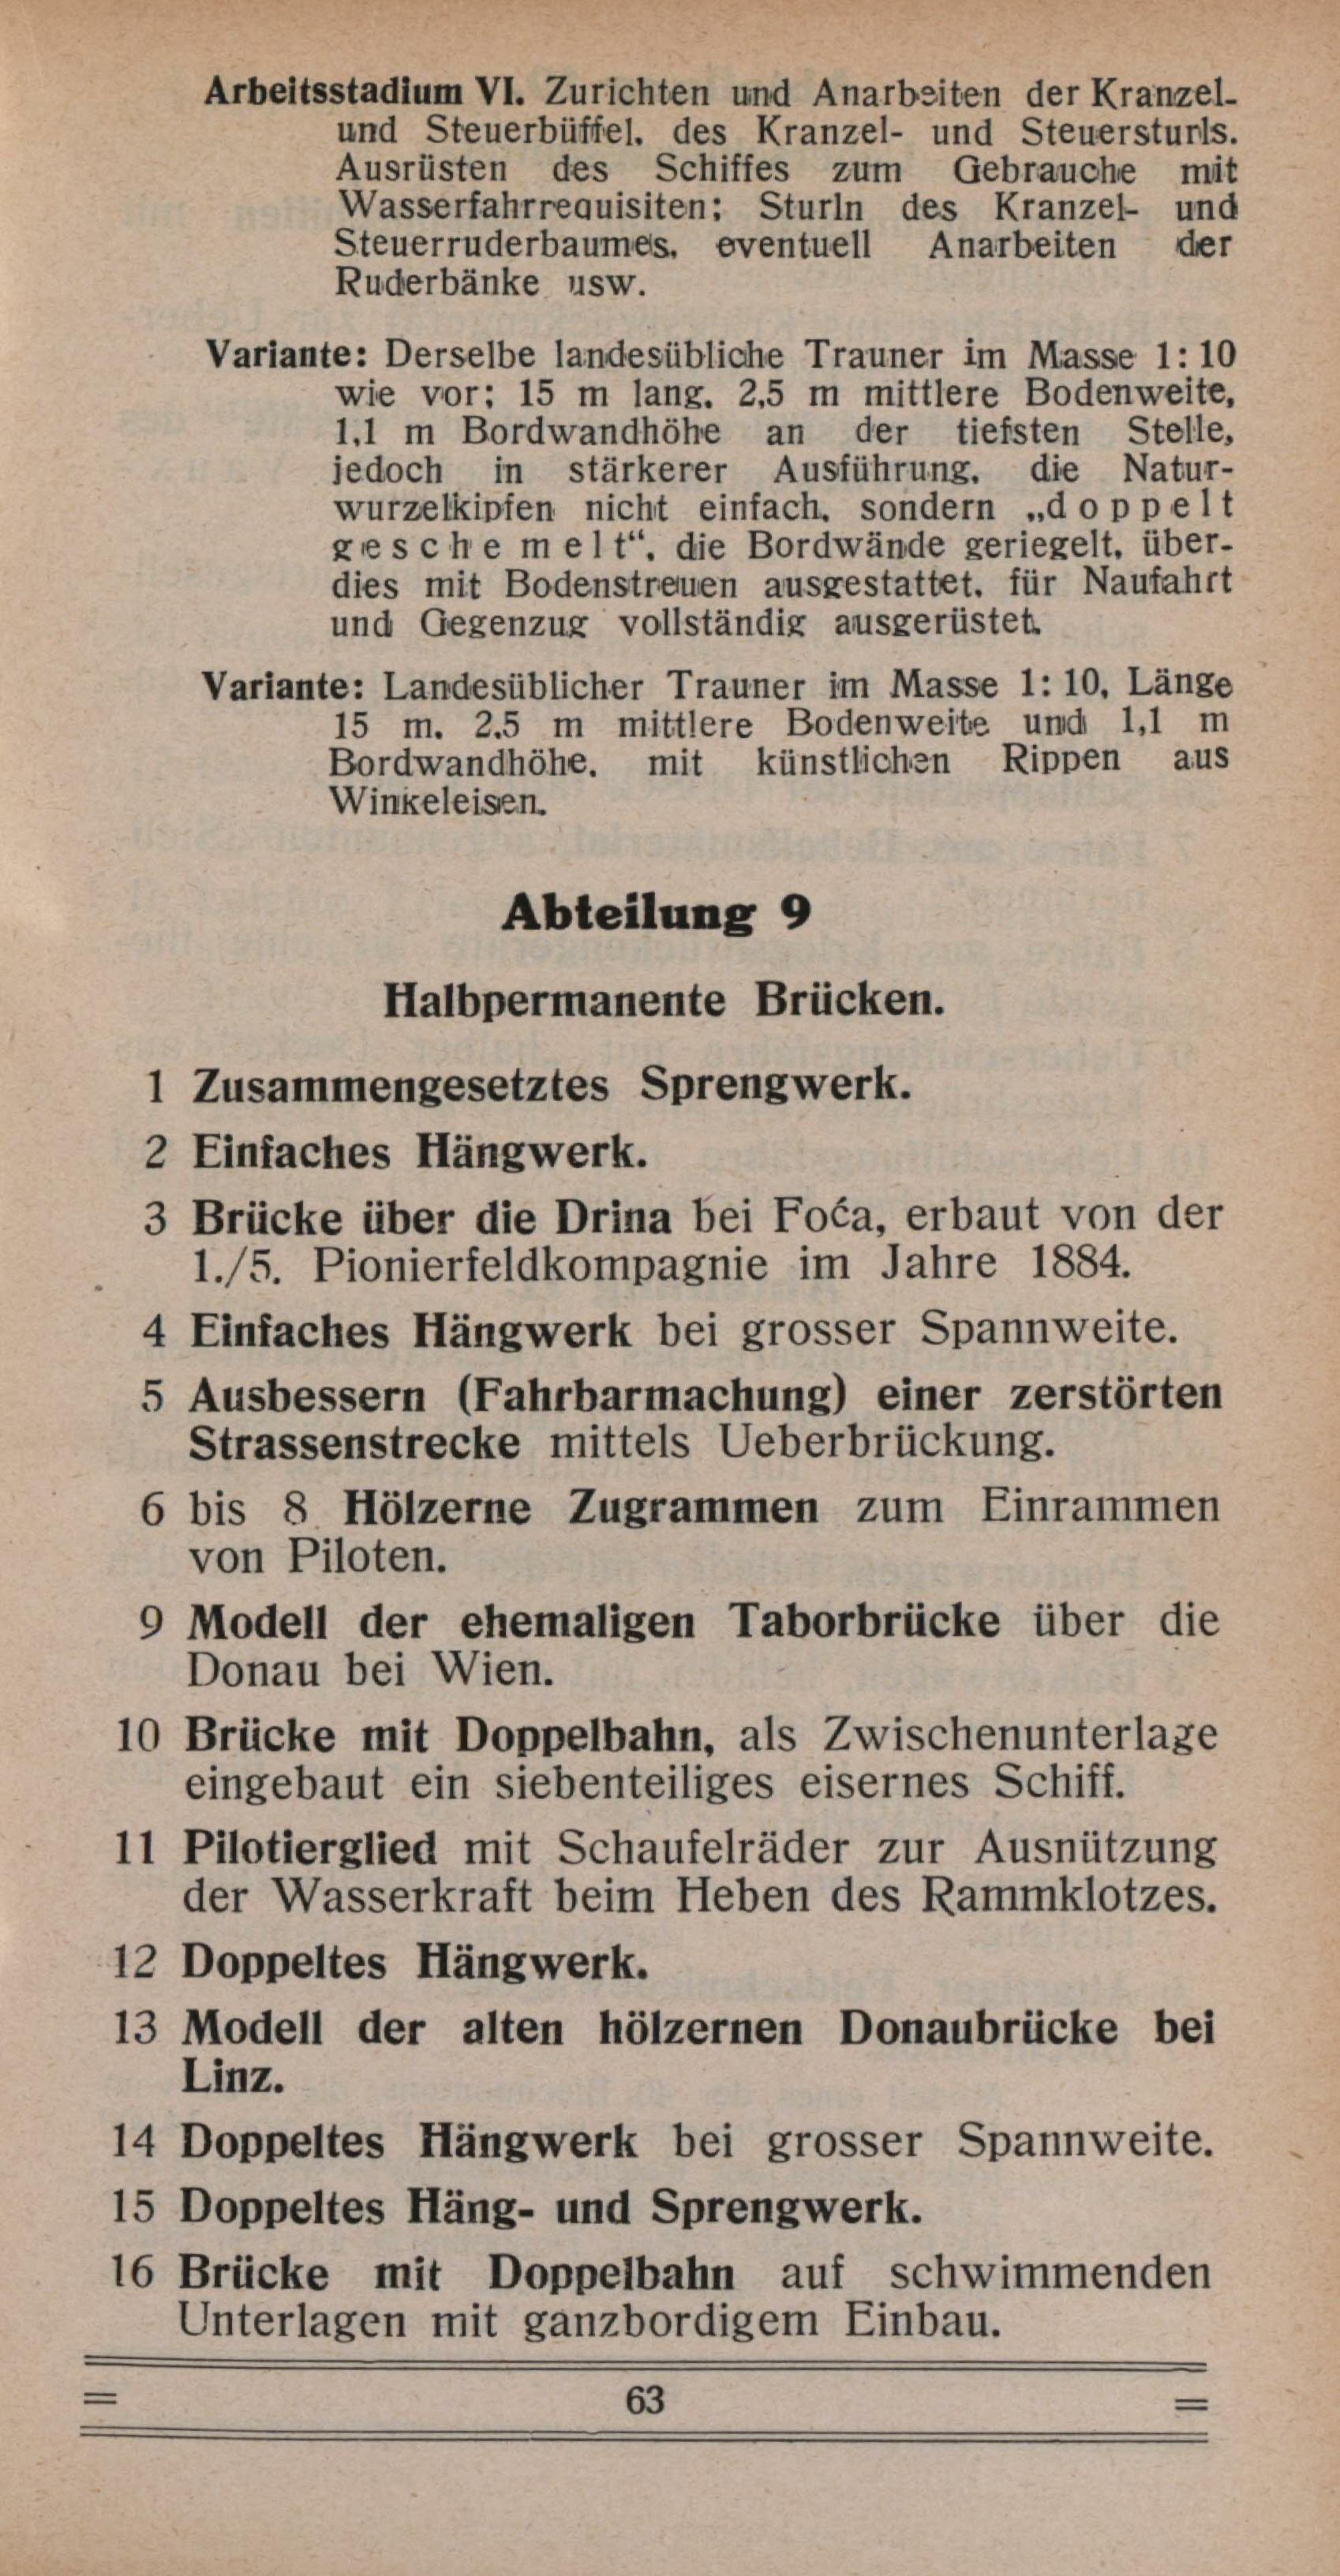 Arbeitsstadium VI. Zurichten und Anarbeiten der Kranzel-
und Steuerbüffel, des Kranzel- und Steuersturls.
Ausrüsten des Schiffes zum Gebrauche mit
Wasserfahrrequisiten; Sturln des Kranzel- und
Steuerruderbaumes, eventuell Anarbeiten der
Ruderbänke usw.
Variante: Derselbe landesübliche Trauner im Masse 1:10
wie vor; 15 m lang, 2,5 m mittlere Bodenweite,
1,1 m Bordwandhöhe an der tiefsten Stelle,
jedoch in stärkerer Ausführung, die Natur-
wurzelkipfen nicht einfach, sondern „doppelt
geschemelt“, die Bordwände geriegelt, über-
dies mit Bodenstreuen ausgestattet, für Naufahrt
und Gegenzug vollständig ausgerüstet.
Variante: Landesüblicher Trauner im Masse 1:10, Länge
15 m, 2,5 m mittlere Bodenweite und 1,1 m
Bordwandhöhe, mit künstlichen Rippen aus
Winkeleisen.
Abteilung 9
Halbpermanente Brücken.
1 Zusammengesetztes Sprengwerk.
2 Einfaches Hängwerk.
3 Brücke über die Drina bei Foća, erbaut von der
1./5. Pionierfeldkompagnie im Jahre 1884.
4 Einfaches Hängwerk bei grosser Spannweite.
5 Ausbessern (Fahrbarmachung) einer zerstörten
Strassenstrecke mittels Ueberbrückung.
6 bis 8 Hölzerne Zugrammen zum Einrammen
von Piloten.
9 Modell der ehemaligen Taborbrücke über die
Donau bei Wien.
10 Brücke mit Doppelbahn, als Zwischenunterlage
eingebaut ein siebenteiliges eisernes Schiff.
11 Pilotierglied mit Schaufelräder zur Ausnützung
der Wasserkraft beim Heben des Rammklotzes.
12 Doppeltes Hängwerk.
13 Modell der alten hölzernen Donaubrücke bei
Linz.
14 Doppeltes Hängwerk bei grosser Spannweite.
15 Doppeltes Häng- und Sprengwerk.
16 Brücke mit Doppelbahn auf schwimmenden
Unterlagen mit ganzbordigem Einbau.
= 63 =